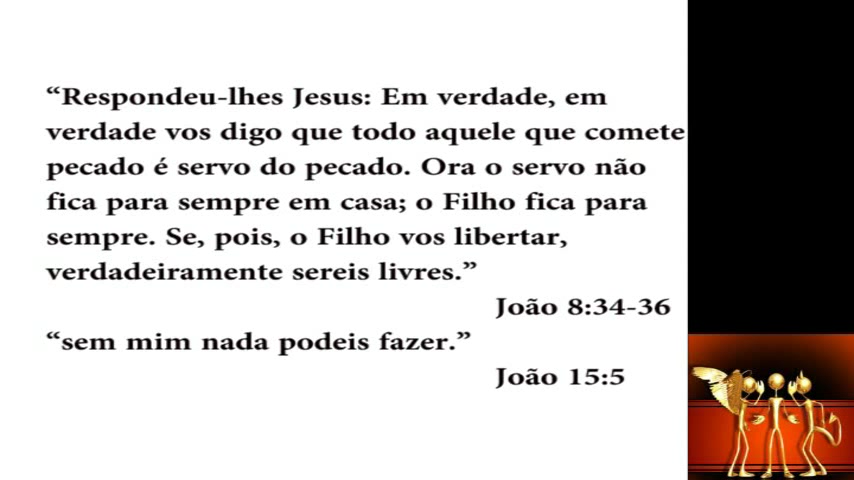 “Respondeu-lhes Jesus: Em verdade, em
verdade vos digo que todo aquele que comete
pecado é servo do pecado. Ora o servo não
fica para sempre em casa; o Filho fica para
sempre. Se, pois, o Filho vos libertar,
verdadeiramente sereis livres.”
João 8:34-36
“sem mim nada podeis fazer.”
João 15:5